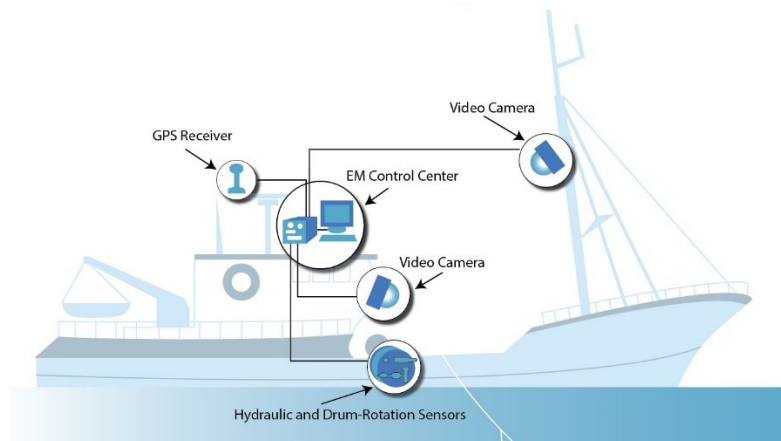 Video Camera
GPS Receiver
EM Control Center
Video Camera
Hydraulic and Drum-Rotation Sensors